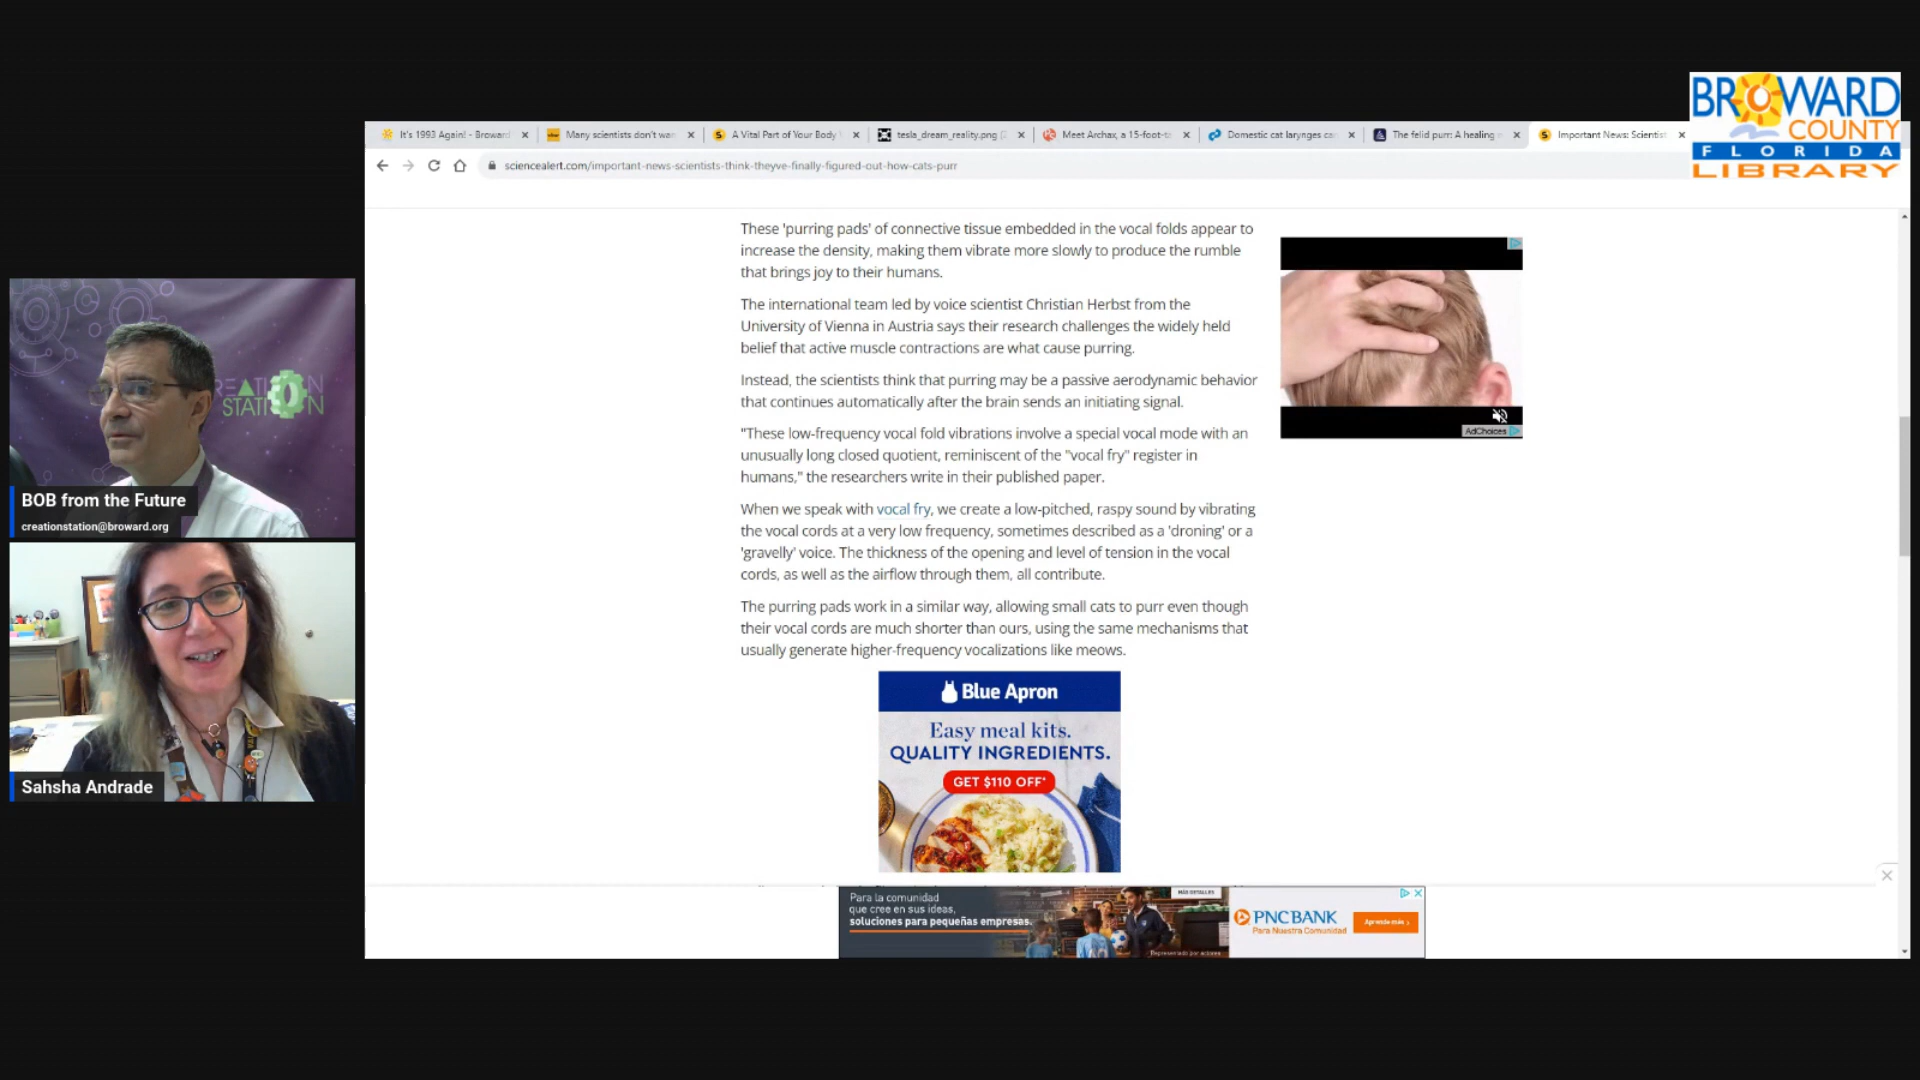 BROWARD
COUNTY
FLORIDA
LIBRARY
It's 1993 Again! - Broward
Many scientists don't wan
A Vital Part of Your Body
tesla_dream_reality.png (
Meet Archax, a 15-foot-t
Domestic cat larynges ca
The felid purr: A healing
Important News: Scientist
sciencealert.com/important-news-scientists-think-theyve-finally-figured-out-how-cats-purr
These 'purring pads' of connective tissue embedded in the vocal folds appear to
increase the density, making them vibrate more slowly to produce the rumble
that brings joy to their humans.
The international team led by voice scientist Christian Herbst from the
University of Vienna in Austria says their research challenges the widely held
belief that active muscle contractions are what cause purring.
Instead, the scientists think that purring may be a passive aerodynamic behavior
that continues automatically after the brain sends an initiating signal.
"These low-frequency vocal fold vibrations involve a special vocal mode with an
unusually long closed quotient, reminiscent of the "vocal fry" register in
humans," the researchers write in their published paper.
When we speak with vocal fry, we create a low-pitched, raspy sound by vibrating
the vocal cords at a very low frequency, sometimes described as a 'droning' or a
'gravelly' voice. The thickness of the opening and level of tension in the vocal
cords, as well as the airflow through them, all contribute.
The purring pads work in a similar way, allowing small cats to purr even though
their vocal cords are much shorter than ours, using the same mechanisms that
usually generate higher-frequency vocalizations like meows.
AdChoices
Blue Apron
Easy meal kits.
QUALITY INGREDIENTS.
GET $110 OFF*
Para la comunidad
que cree en sus ideas,
soluciones para pequeñas empresas.
MÁS DETALLES
Representado por actores
PNC BANK
Para Nuestra Comunidad
Aprende más >
REATION
STATION
BOB from the Future
creationstation@broward.org
Sahsha Andrade